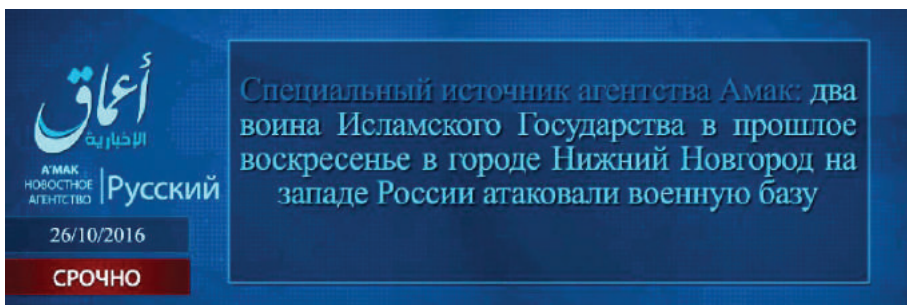 أعماق
الإخبارية
А'МАК
НОВОСТНОЕ
АГЕНТСТВО
Русский
26/10/2016
СРОЧНО
Специальный источник агентства Амак: два
воина Исламского Государства в прошлое
воскресенье в городе Нижний Новгород на
западе России атаковали военную базу